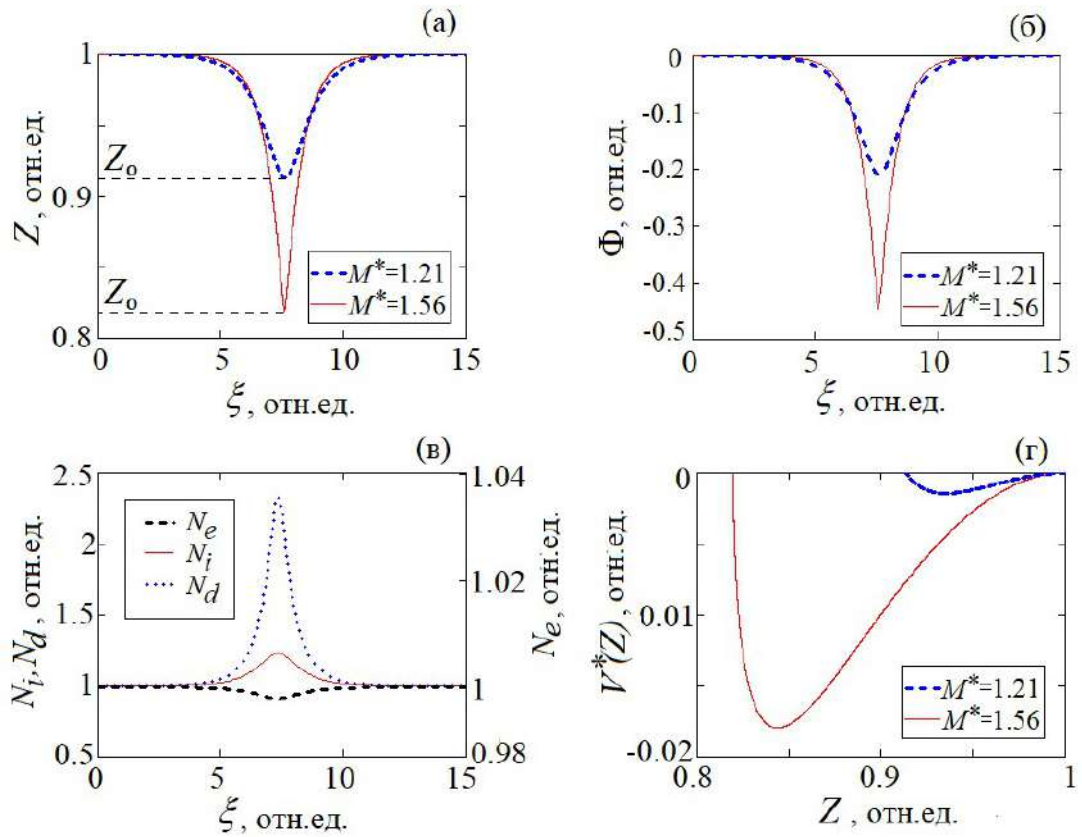 (а)
1
0.9
0.8
Z, отн.ед.
Zo
Zo
M*=1.21
M*=1.56
0 5 10 15
ξ, отн.ед.
(б)
0
-0.1
-0.2
-0.3
-0.4
-0.5
Φ, отн.ед.
M*=1.21
M*=1.56
0 5 10 15
ξ, отн.ед.
(в)
2.5
2
1.5
1
0.5
Ni,Nd, отн.ед.
Ne
Ni
Nd
1.04
1.02
1
0.98
Ne, отн.ед.
0 5 10 15
ξ, отн.ед.
(г)
0
0.01
-0.02
V*(Z), отн.ед.
M*=1.21
M*=1.56
0.8 0.9 1
Z, отн.ед.